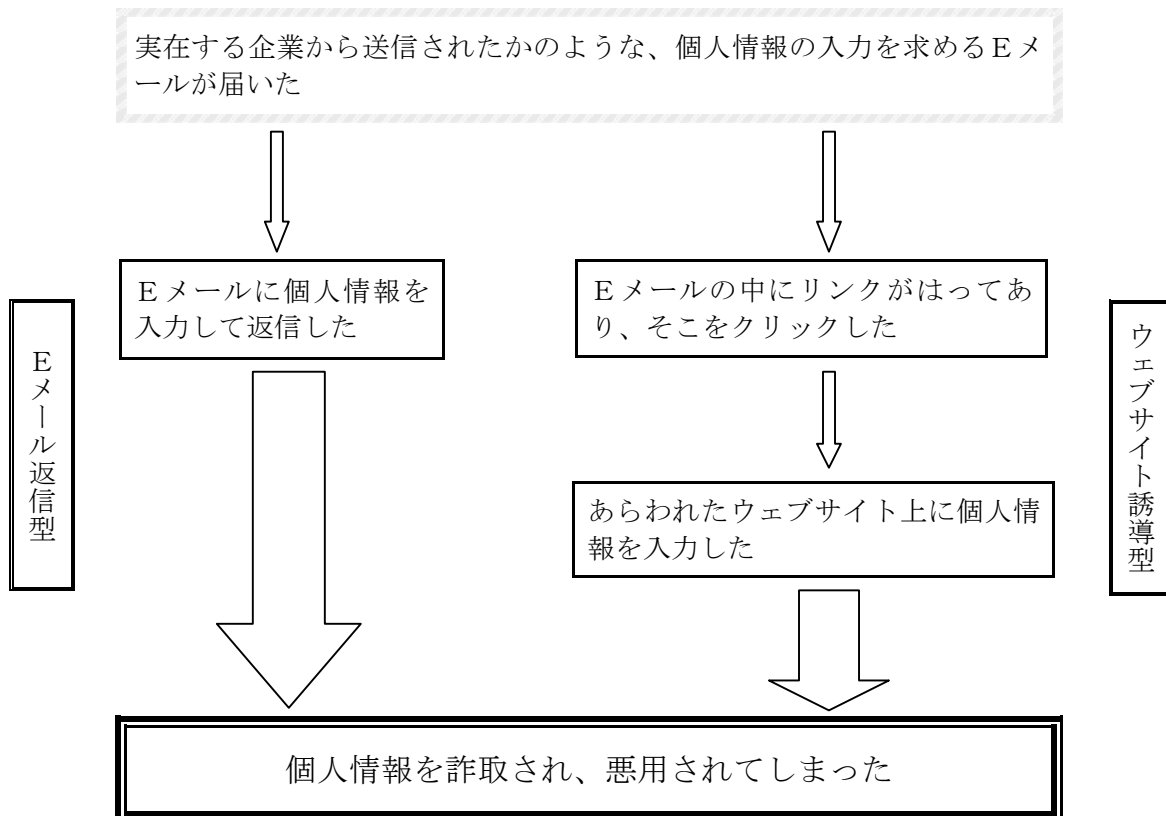 実在する企業から送信されたかのような、個人情報の入力を求めるＥメ
ールが届いた
Ｅメールに個人情報を
入力して返信した
Ｅメールの中にリンクがはってあ
り、そこをクリックした
Ｅメール返信型
ウェブサイト誘導型
あらわれたウェブサイト上に個人情
報を入力した
個人情報を詐取され、悪用されてしまった